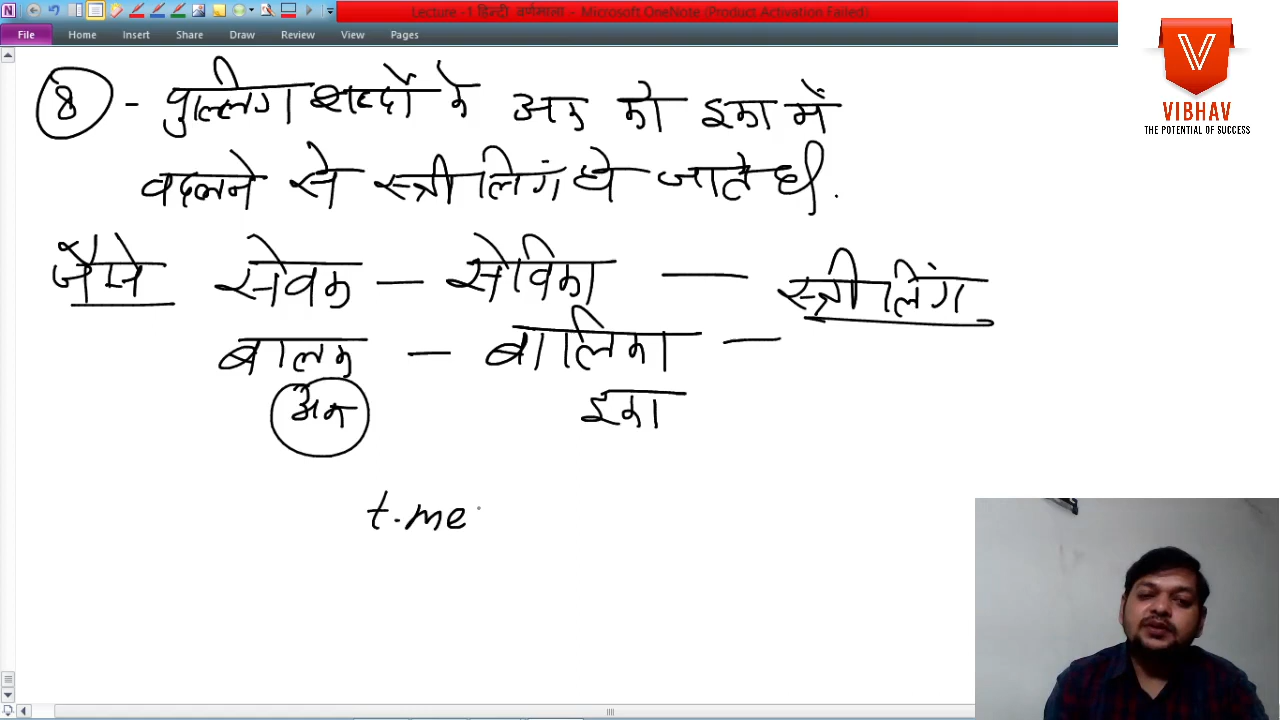 Lecture -1 हिन्दी वर्णमाला - Microsoft OneNote (Product Activation Failed)
File Home Insert Share Draw Review View Pages
VIBHAV
THE POTENTIAL OF SUCCESS
8 - पुल्लिंग शब्दों के अक को इका में
बदलने से स्त्रीलिंग हो जाते हैं.
जैसे सेवक - सेविका - स्त्रीलिंग
बालक - बालिका -
अक इका
t.me